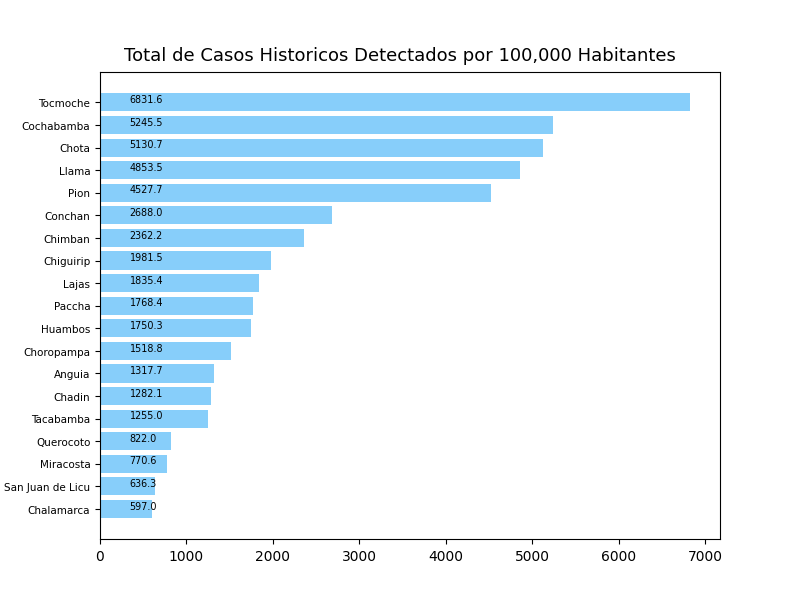 Total de Casos Historicos Detectados por 100,000 Habitantes
Tocmoche 6831.6
Cochabamba 5245.5
Chota 5130.7
Llama 4853.5
Pion 4527.7
Conchan 2688.0
Chimban 2362.2
Chiguirip 1981.5
Lajas 1835.4
Paccha 1768.4
Huambos 1750.3
Choropampa 1518.8
Anguia 1317.7
Chadin 1282.1
Tacabamba 1255.0
Querocoto 822.0
Miracosta 770.6
San Juan de Licu 636.3
Chalamarca 597.0
0 1000 2000 3000 4000 5000 6000 7000